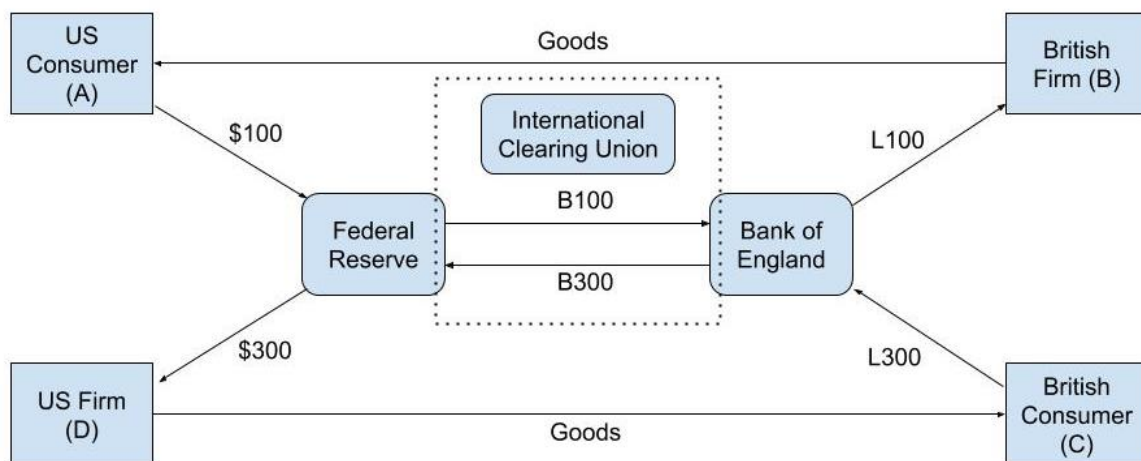 US
Consumer
(A)
Goods
British
Firm (B)
$100
International
Clearing Union
L100
B100
Federal
Reserve
Bank of
England
B300
$300
L300
US Firm
(D)
Goods
British
Consumer
(C)